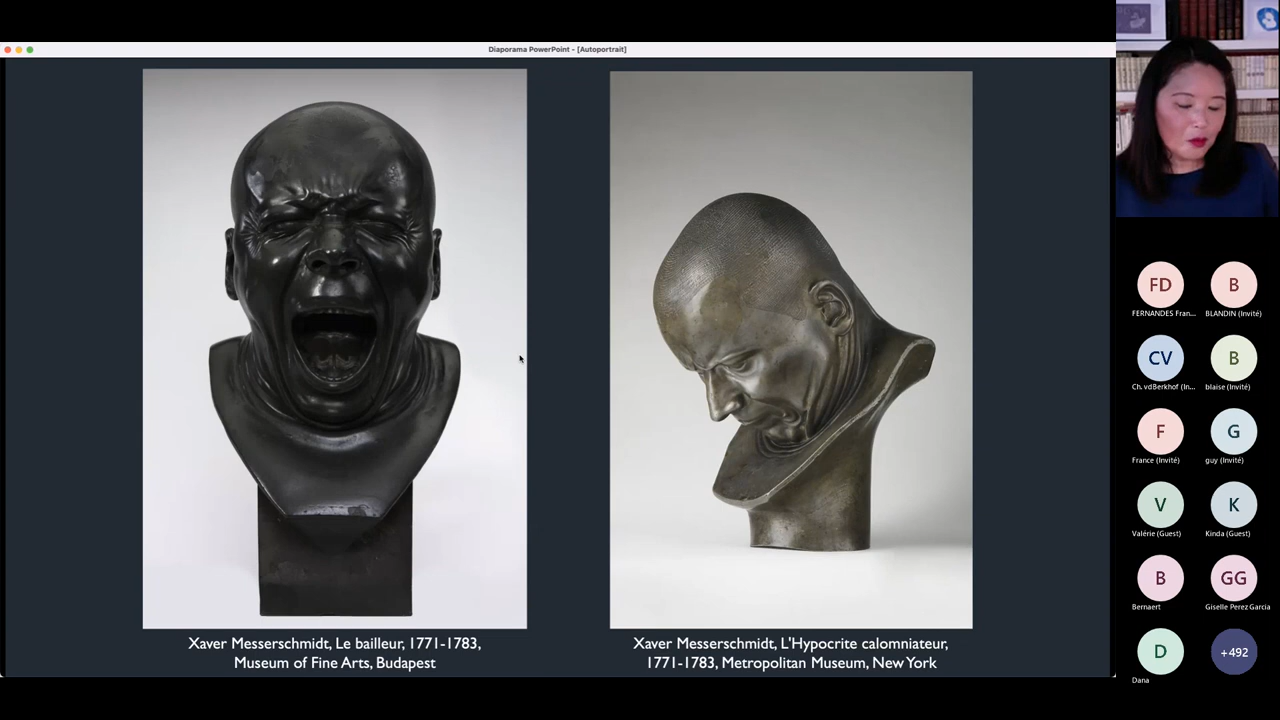 Diaporama PowerPoint - [Autoportrait]
Xaver Messerschmidt, Le bailleur, 1771-1783,
Museum of Fine Arts, Budapest
Xaver Messerschmidt, L'Hypocrite calomniateur,
1771-1783, Metropolitan Museum, New York
FD
B
FERNANDES Fran...
BLANDIN (Invité)
CV
B
Ch. vdBerkhof (In...
blaise (Invité)
F
G
France (Invité)
guy (Invité)
V
K
Valérie (Guest)
Kinda (Guest)
B
GG
Bernaert
Giselle Perez Garcia
D
+492
Dana